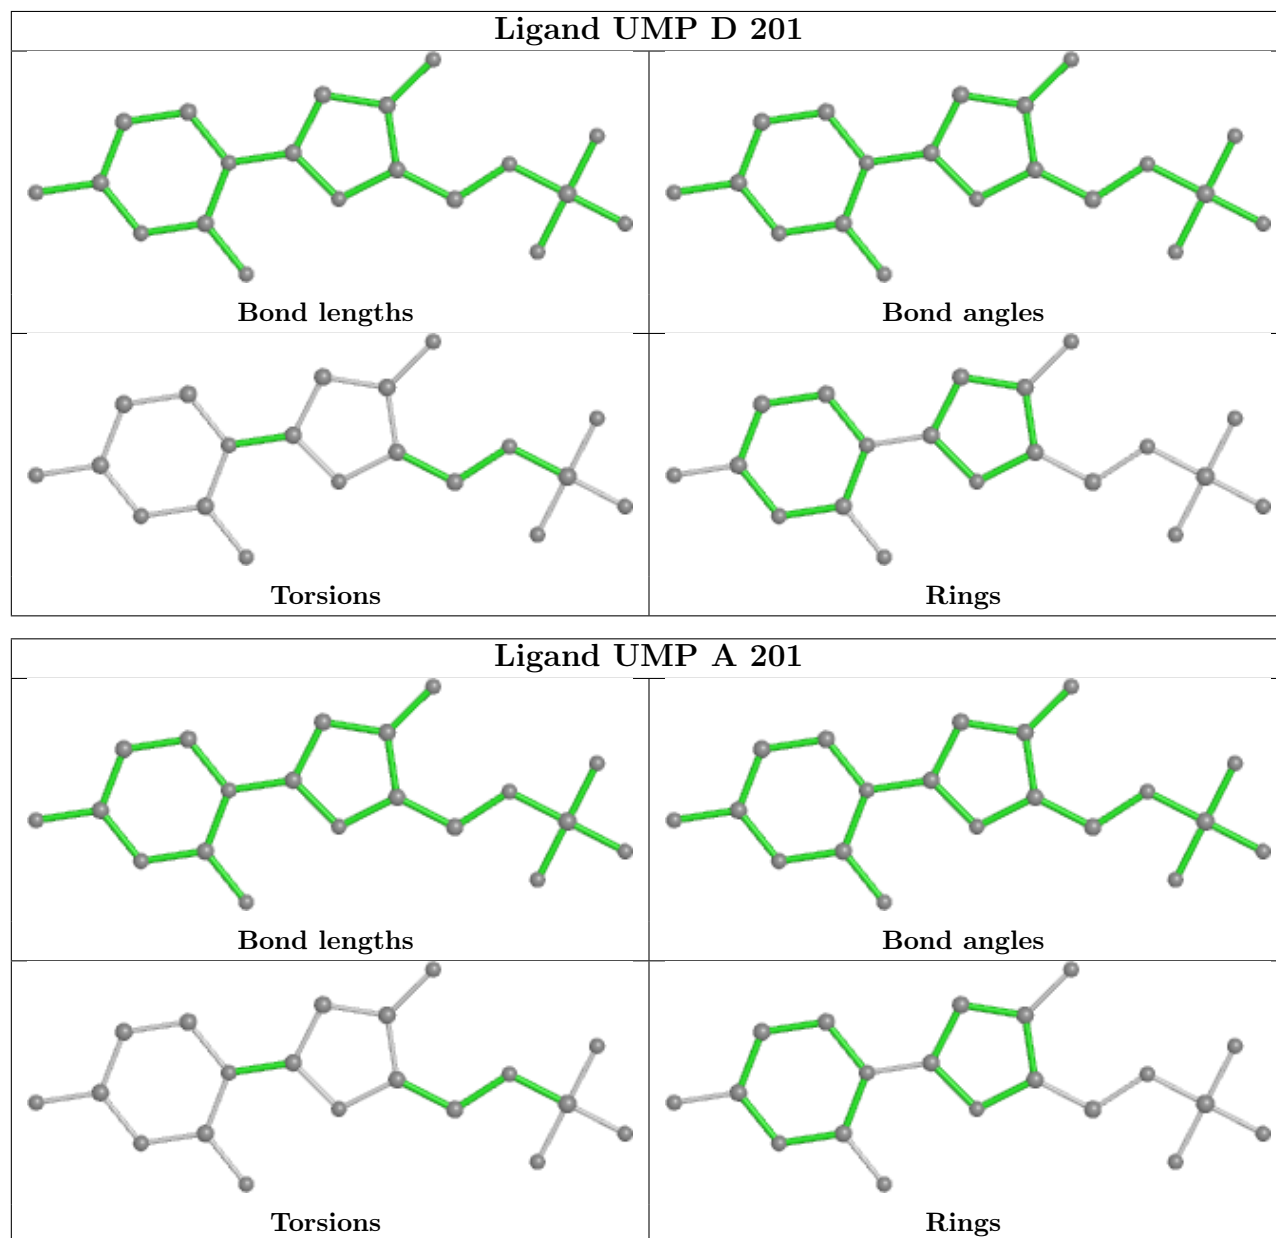 Ligand UMP D 201
Bond lengths
Bond angles
Torsions
Rings
Ligand UMP A 201
Bond lengths
Bond angles
Torsions
Rings